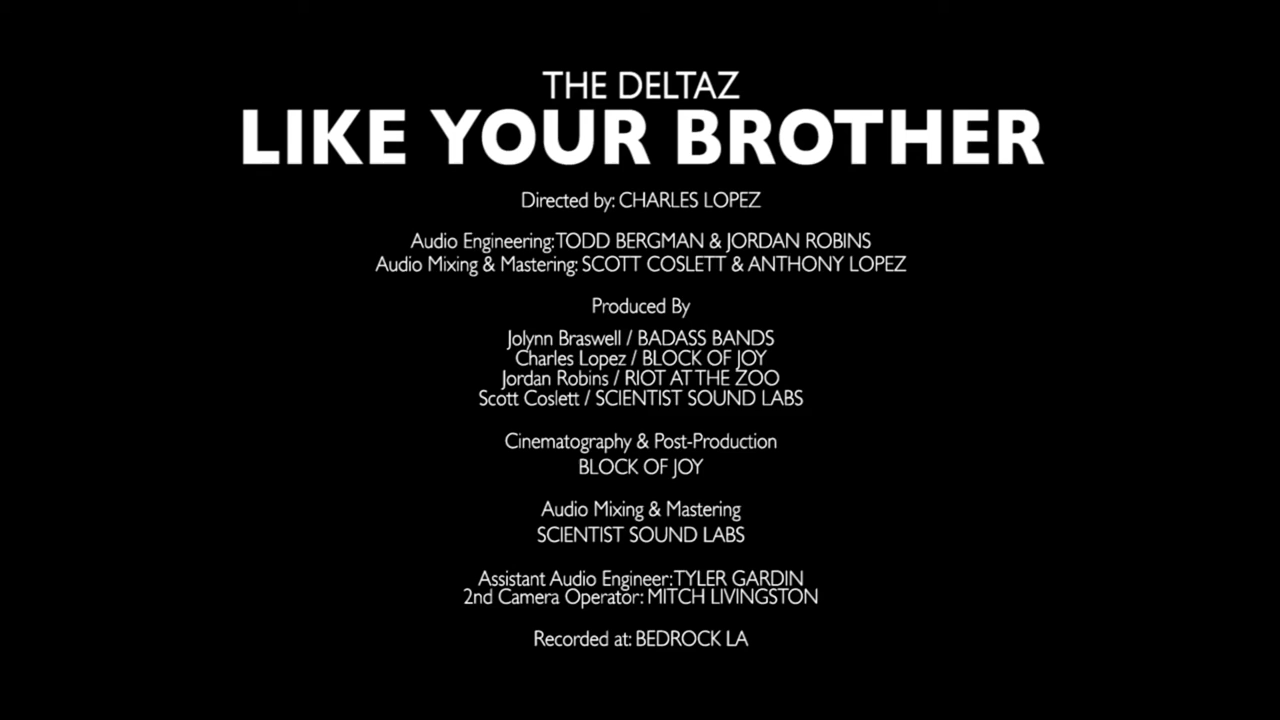 THE DELTAZ
LIKE YOUR BROTHER
Directed by: CHARLES LOPEZ
Audio Engineering: TODD BERGMAN & JORDAN ROBINS
Audio Mixing & Mastering: SCOTT COSLETT & ANTHONY LOPEZ
Produced By
Jolynn Braswell / BADASS BANDS
Charles Lopez / BLOCK OF JOY
Jordan Robins / RIOT AT THE ZOO
Scott Coslett / SCIENTIST SOUND LABS
Cinematography & Post-Production
BLOCK OF JOY
Audio Mixing & Mastering
SCIENTIST SOUND LABS
Assistant Audio Engineer: TYLER GARDIN
2nd Camera Operator: MITCH LIVINGSTON
Recorded at: BEDROCK LA